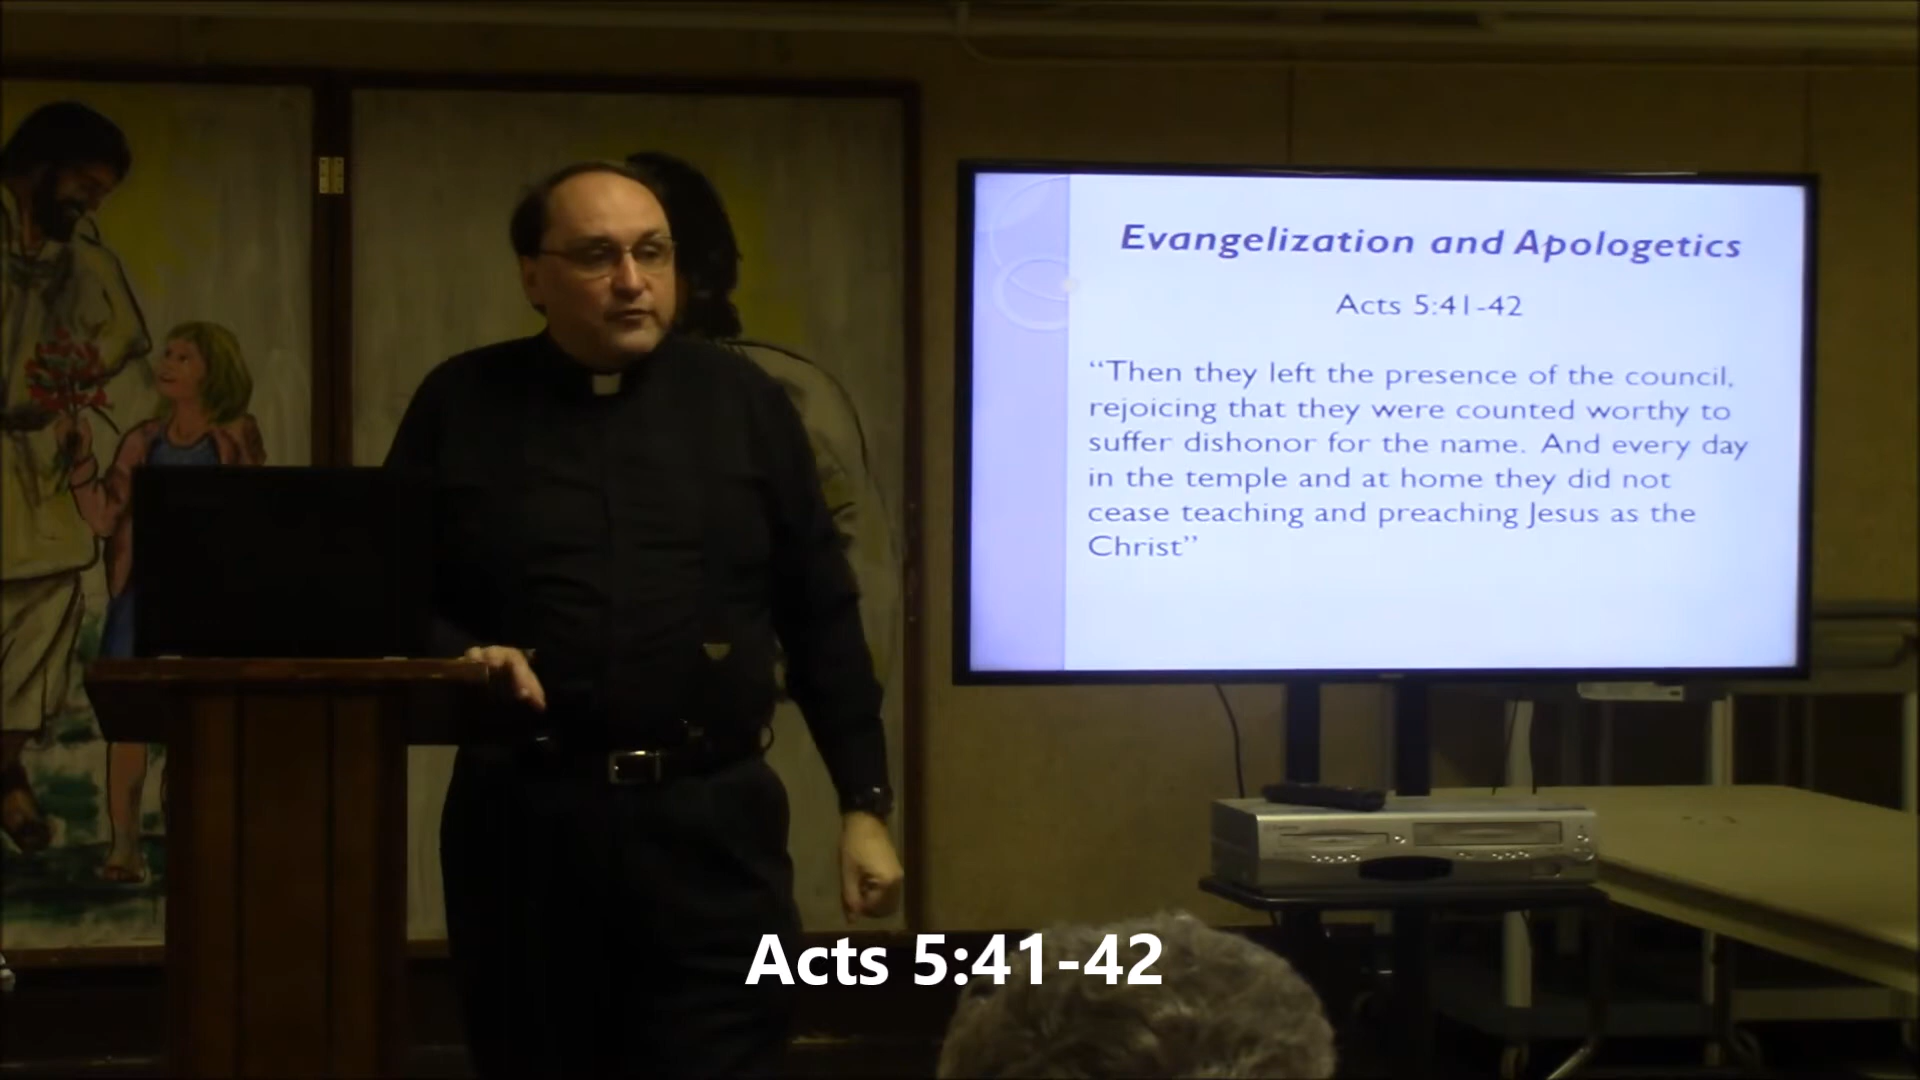 Evangelization and Apologetics
Acts 5:41-42
“Then they left the presence of the council,
rejoicing that they were counted worthy to
suffer dishonor for the name. And every day
in the temple and at home they did not
cease teaching and preaching Jesus as the
Christ”
Acts 5:41-42